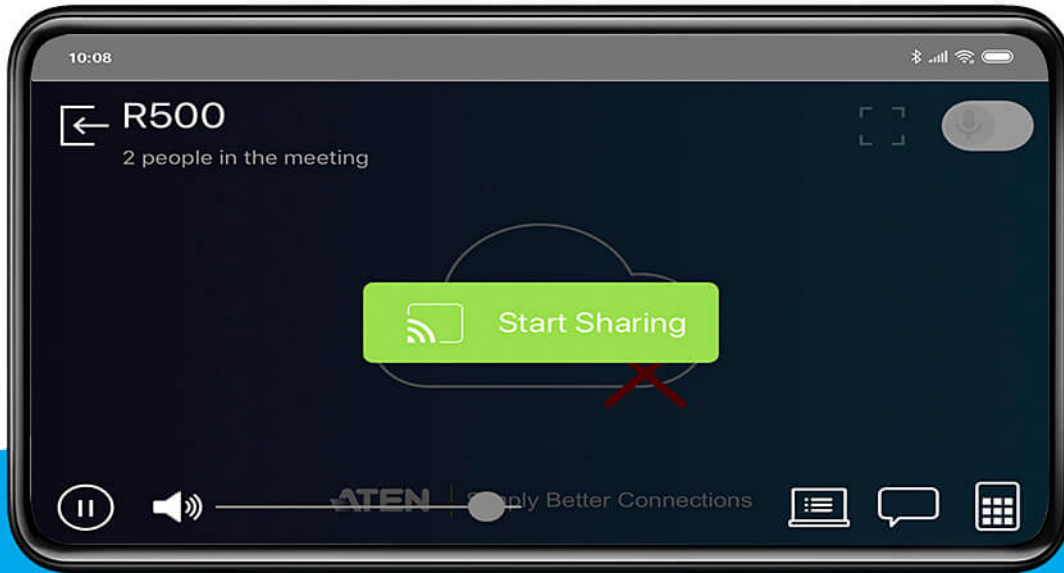 10:08
R500
2 people in the meeting
Start Sharing
ATEN
Better Connections